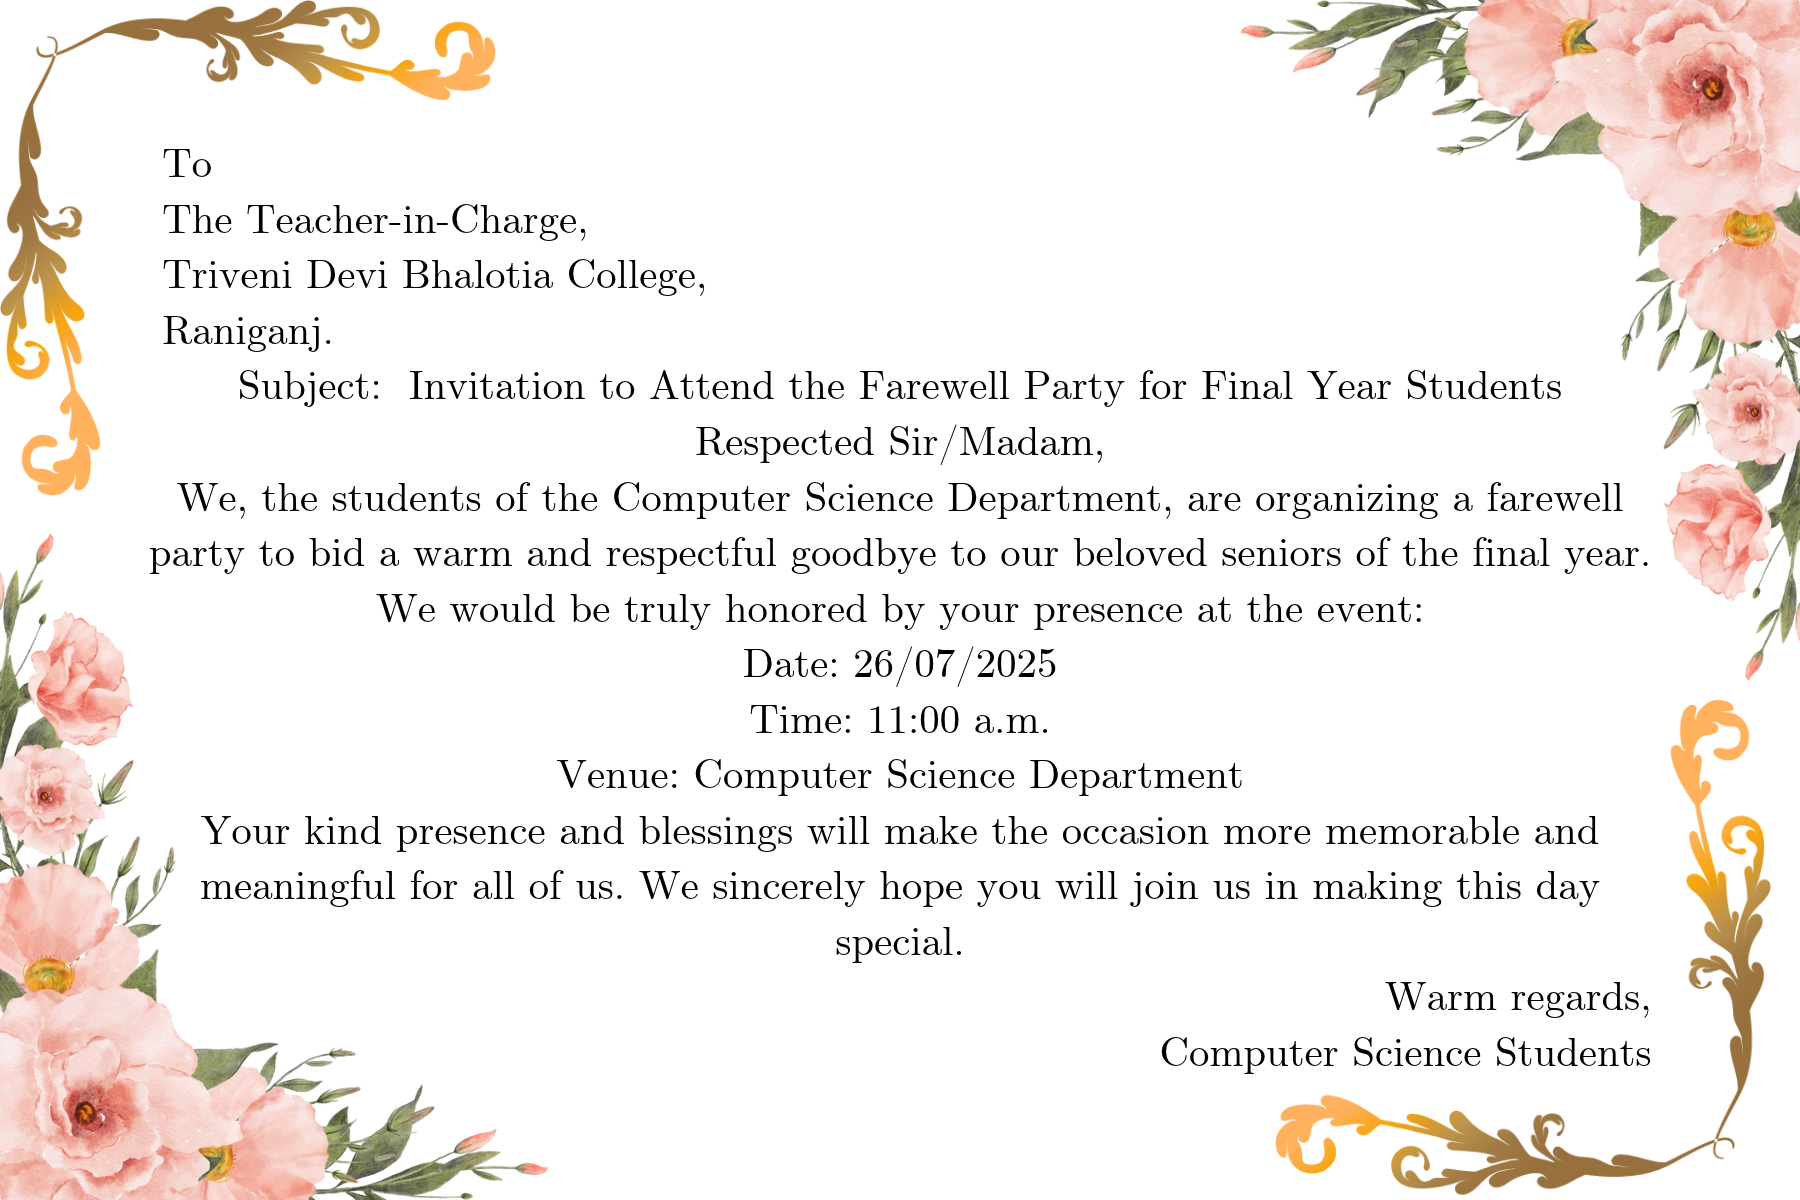 To
The Teacher-in-Charge,
Triveni Devi Bhalotia College,
Raniganj.
Subject:  Invitation to Attend the Farewell Party for Final Year Students
Respected Sir/Madam,
We, the students of the Computer Science Department, are organizing a farewell
party to bid a warm and respectful goodbye to our beloved seniors of the final year.
We would be truly honored by your presence at the event:
Date: 26/07/2025
Time: 11:00 a.m.
Venue: Computer Science Department
Your kind presence and blessings will make the occasion more memorable and
meaningful for all of us. We sincerely hope you will join us in making this day
special.
Warm regards,
Computer Science Students